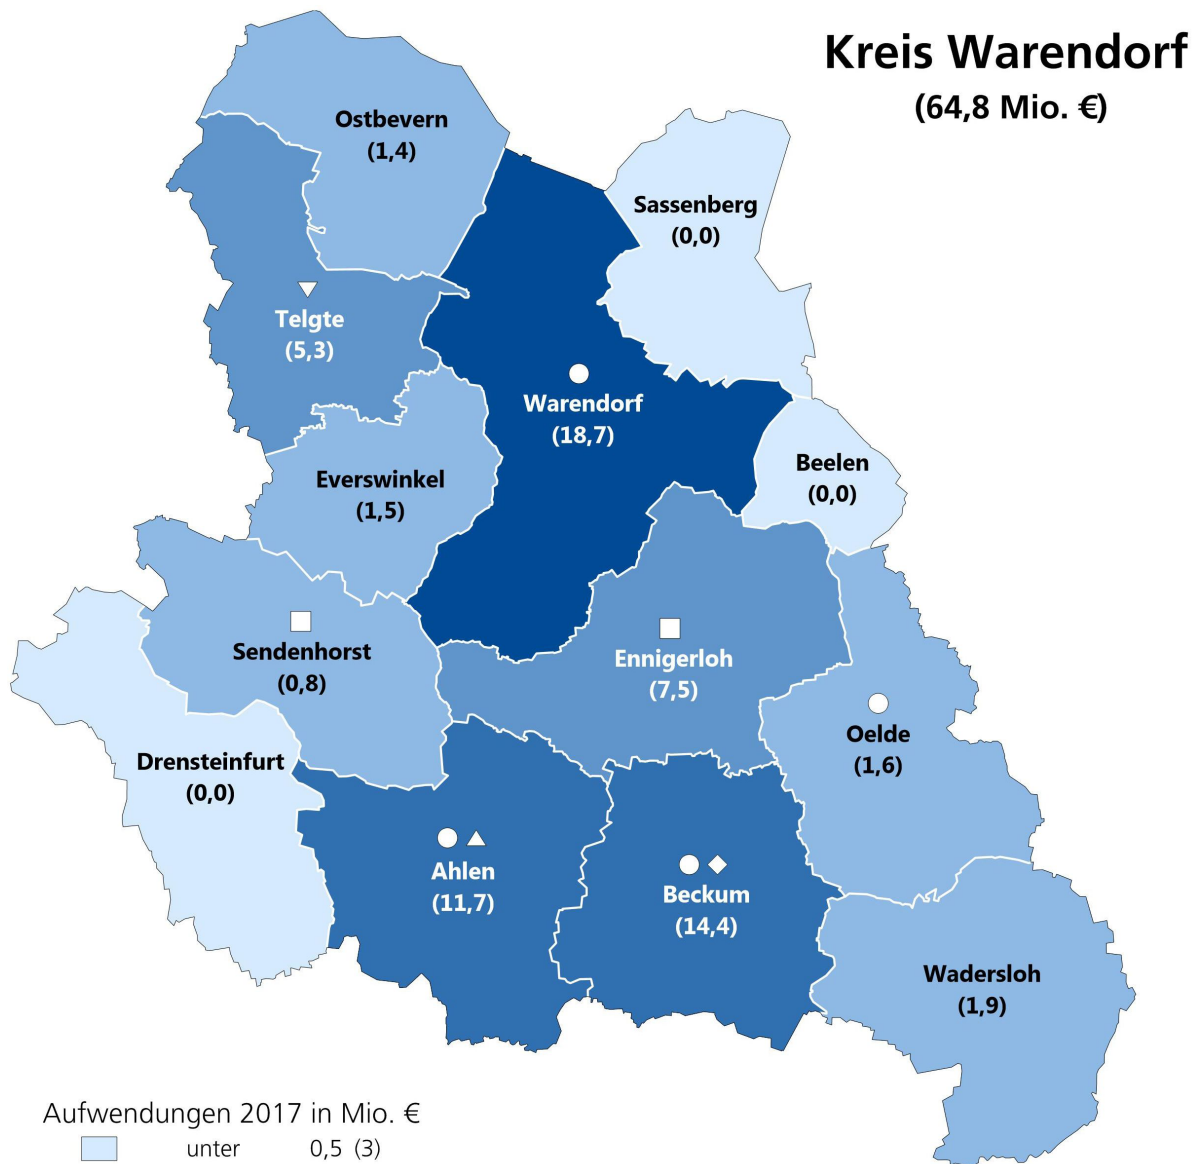 Kreis Warendorf
(64,8 Mio. €)
Ostbevern
(1,4)
Sassenberg
(0,0)
Telgte
(5,3)
Warendorf
(18,7)
Beelen
(0,0)
Everswinkel
(1,5)
Sendenhorst
(0,8)
Ennigerloh
(7,5)
Oelde
(1,6)
Drensteinfurt
(0,0)
Ahlen
(11,7)
Beckum
(14,4)
Wadersloh
(1,9)
Aufwendungen 2017 in Mio. €
unter 0,5 (3)